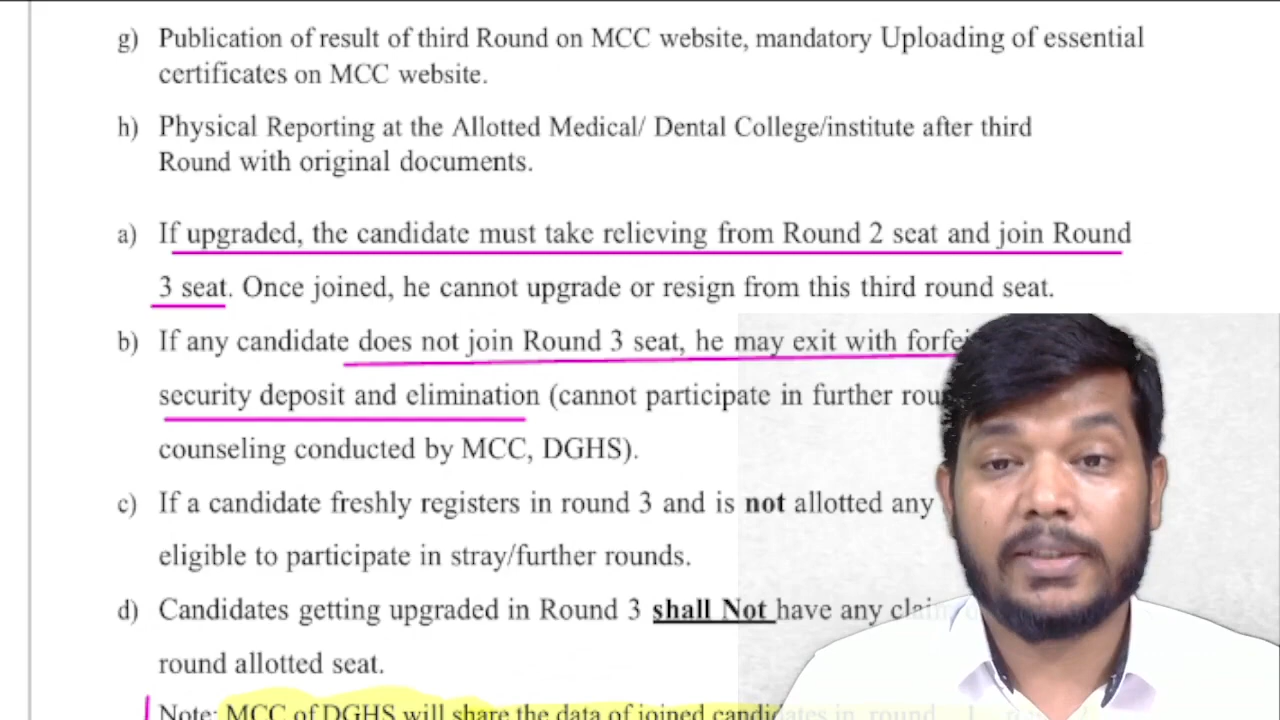 g) Publication of result of third Round on MCC website, mandatory Uploading of essential
certificates on MCC website.
h) Physical Reporting at the Allotted Medical/ Dental College/institute after third
Round with original documents.
a) If upgraded, the candidate must take relieving from Round 2 seat and join Round
3 seat. Once joined, he cannot upgrade or resign from this third round seat.
b) If any candidate does not join Round 3 seat, he may exit with
security deposit and elimination (cannot participate in further
counseling conducted by MCC, DGHS).
c) If a candidate freshly registers in round 3 and is not allotted any
eligible to participate in stray/further rounds.
d) Candidates getting upgraded in Round 3 shall Not have any
round allotted seat.
Note: MCC of DGHS will share the data of joined candidates in round